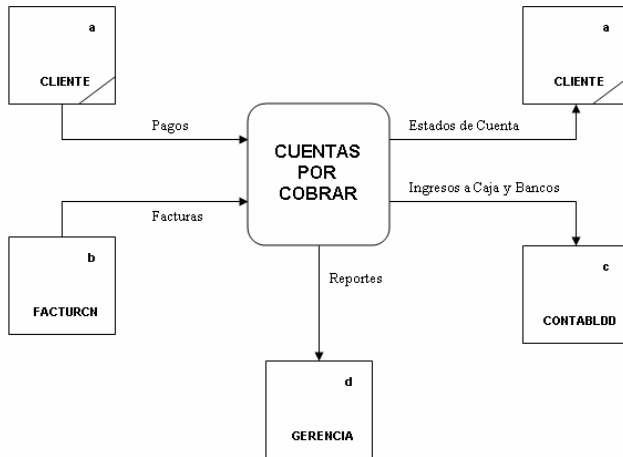 a
CLIENTE
a
CLIENTE
Pagos
Estados de Cuenta
CUENTAS
POR
COBRAR
Ingresos a Caja y Bancos
Facturas
b
FACTURCN
c
CONTABLDD
Reportes
d
GERENCIA